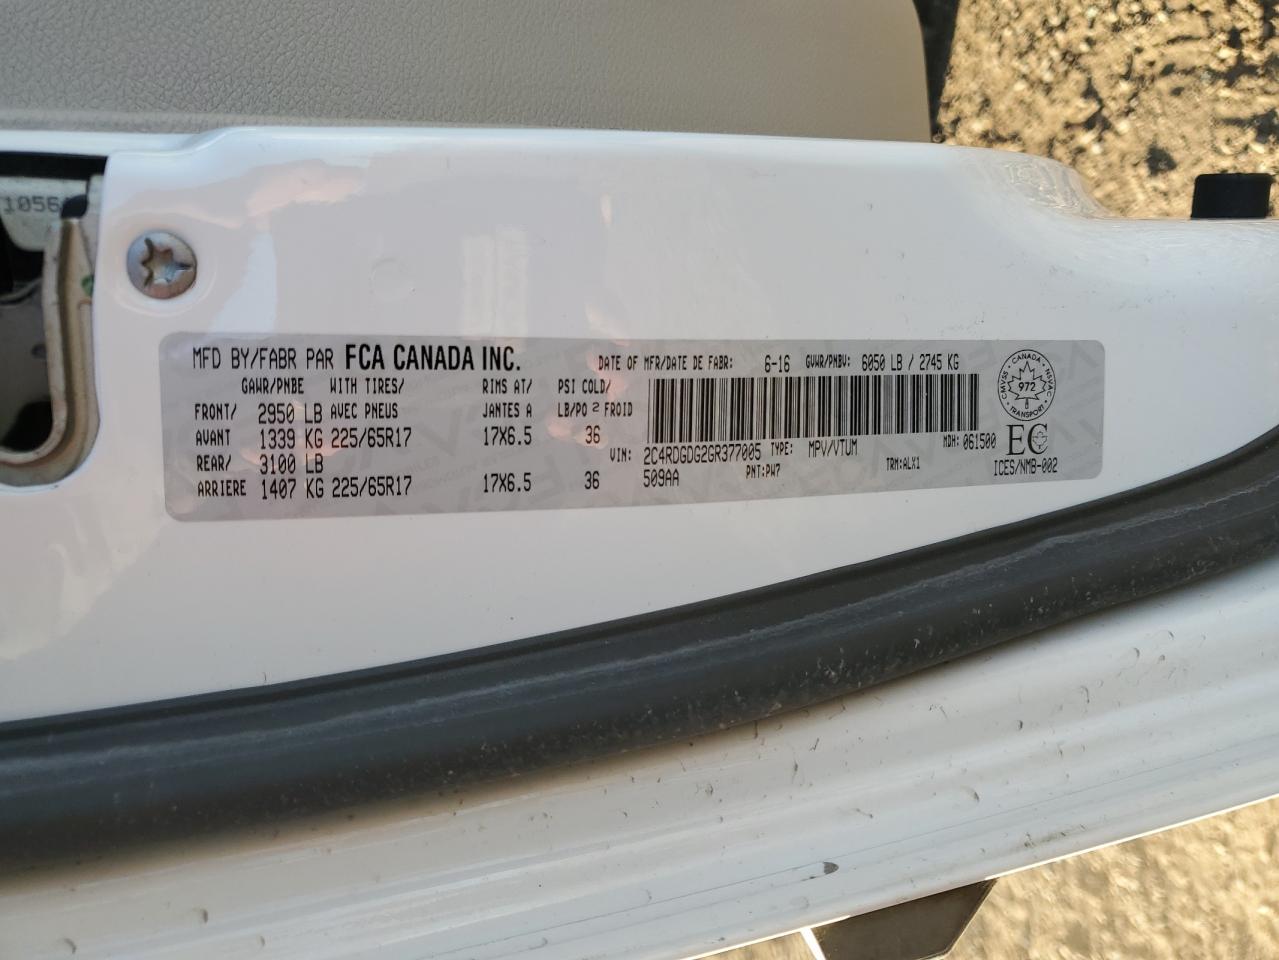 1056
MFD BY/FABR PAR FCA CANADA INC. DATE OF MFR/DATE DE FABR: 6-16 GVWR/PNBV: 6050 LB / 2745 KG
GAWR/PNBE WITH TIRES/ RIMS AT/ PSI COLD/
FRONT/ 2950 LB AVEC PNEUS JANTES A LB/PO 2 FROID
AVANT 1339 KG 225/65R17 17X6.5 36
REAR/ 3100 LB
ARRIERE 1407 KG 225/65R17 17X6.5 36
VIN: 2C4RDGDG2GR377005 TYPE: MPV/VTUM MDH: 061500
509AA PNT:PW7 TRM:ALX1
CANADA
CMVSS NSVAC
972
TRANSPORT
EC
ICES/NMB-002